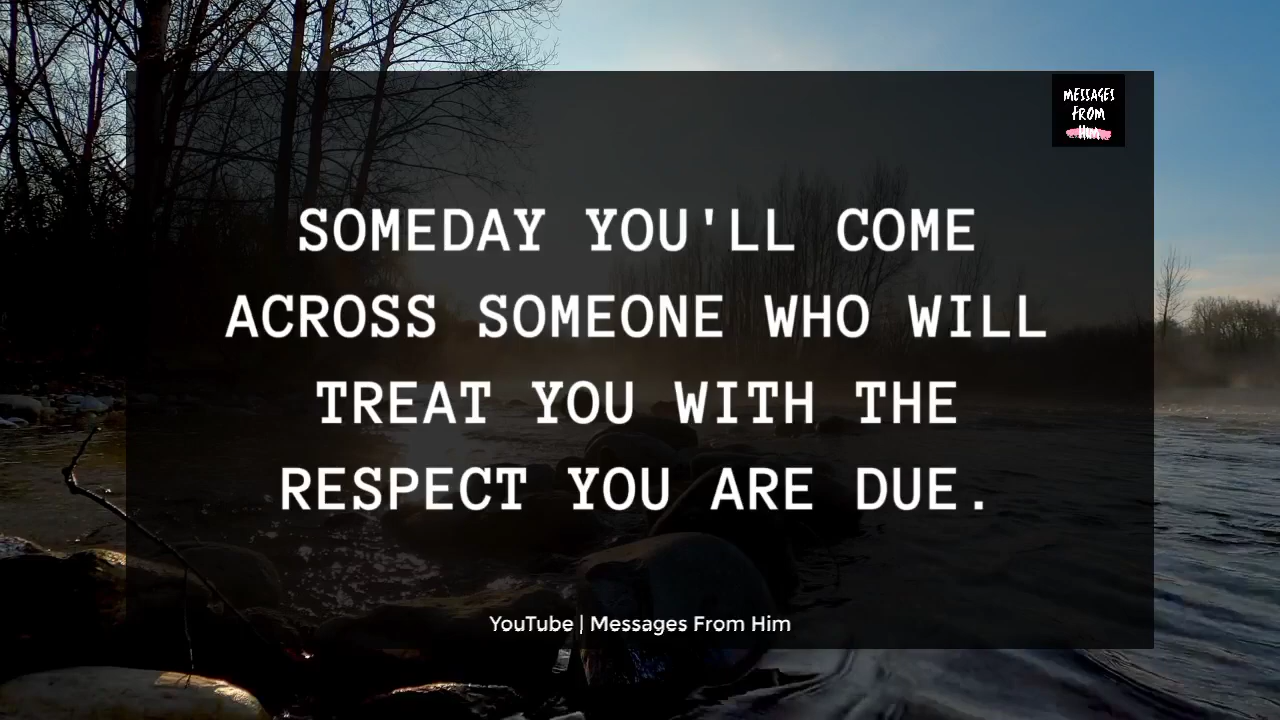 MESSAGES
FROM
Him
SOMEDAY YOU'LL COME
ACROSS SOMEONE WHO WILL
TREAT YOU WITH THE
RESPECT YOU ARE DUE.
YouTube | Messages From Him